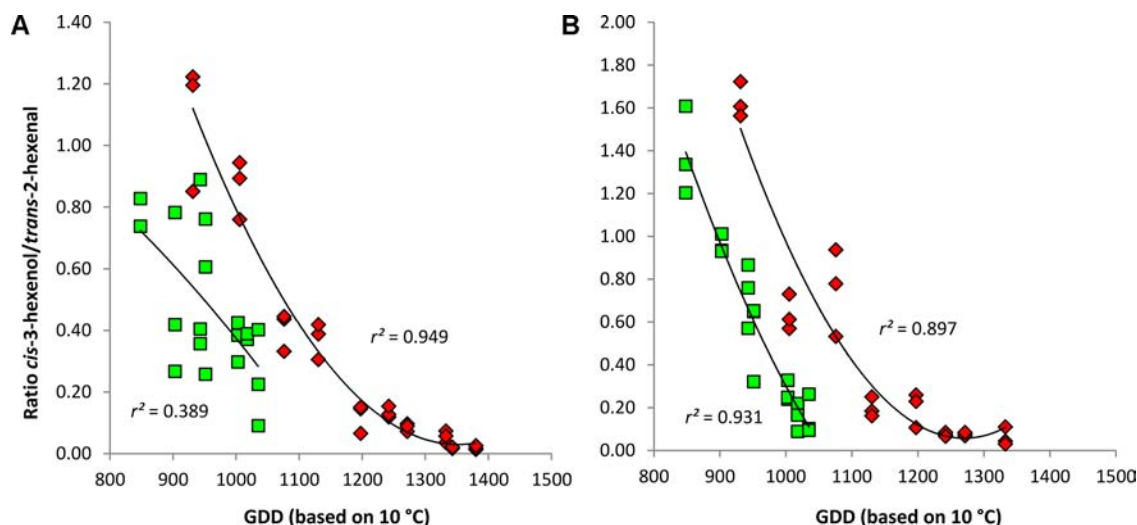 A
B
Ratio cis-3-hexenol/trans-2-hexenal
1.40
1.20
1.00
0.80
0.60
0.40
0.20
0.00
r² = 0.949
r² = 0.389
800 900 1000 1100 1200 1300 1400 1500
GDD (based on 10 °C)
2.00
1.80
1.60
1.40
1.20
1.00
0.80
0.60
0.40
0.20
0.00
r² = 0.897
r² = 0.931
800 900 1000 1100 1200 1300 1400 1500
GDD (based on 10 °C)